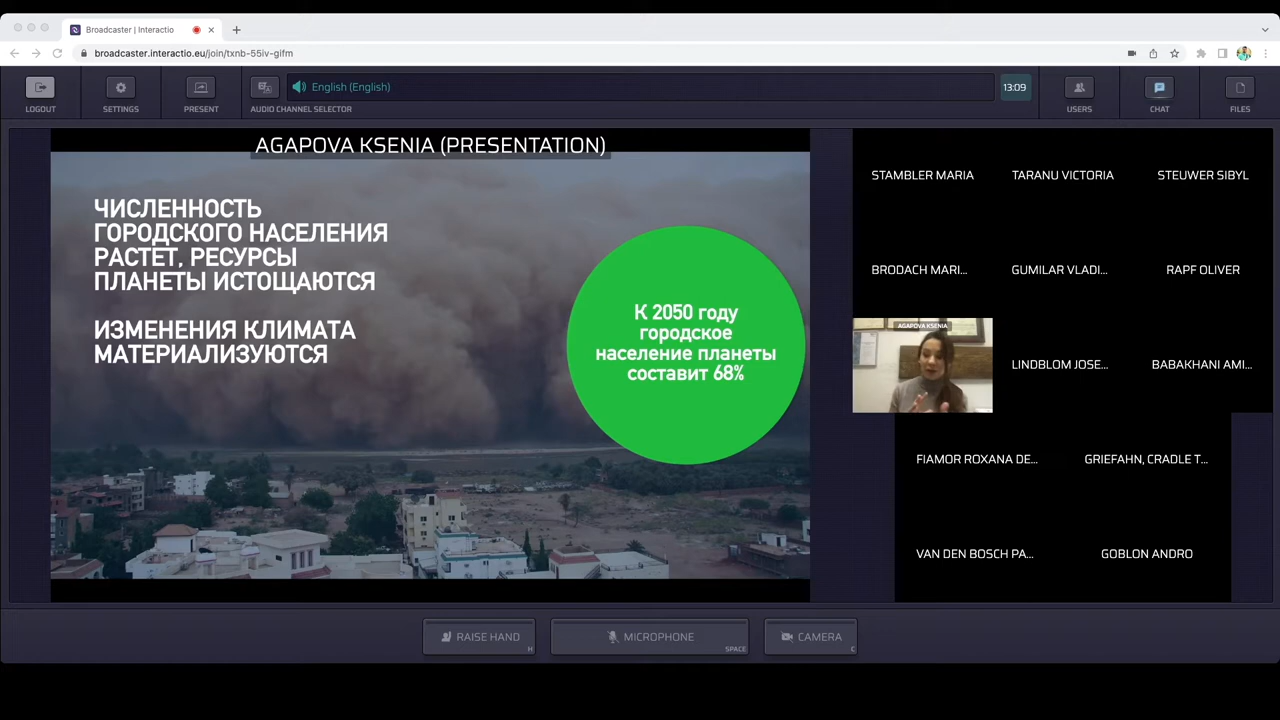 Broadcaster | Interactio
broadcaster.interactio.eu/join/txnb-55iv-gifm
LOGOUT
SETTINGS
PRESENT
English (English)
AUDIO CHANNEL SELECTOR
13:09
USERS
CHAT
FILES
AGAPOVA KSENIA (PRESENTATION)
ЧИСЛЕННОСТЬ
ГОРОДСКОГО НАСЕЛЕНИЯ
РАСТЕТ, РЕСУРСЫ
ПЛАНЕТЫ ИСТОЩАЮТСЯ
ИЗМЕНЕНИЯ КЛИМАТА
МАТЕРИАЛИЗУЮТСЯ
К 2050 году
городское
население планеты
составит 68%
STAMBLER MARIA
TARANU VICTORIA
STEUWER SIBYL
BRODACH MARI...
GUMILAR VLADI...
RAPF OLIVER
AGAPOVA KSENIA
LINDBLOM JOSE...
BABAKHANI AMI...
FIAMOR ROXANA DE...
GRIEFAHN, CRADLE T...
VAN DEN BOSCH PA...
GOBLON ANDRO
RAISE HAND
H
MICROPHONE
SPACE
CAMERA
C